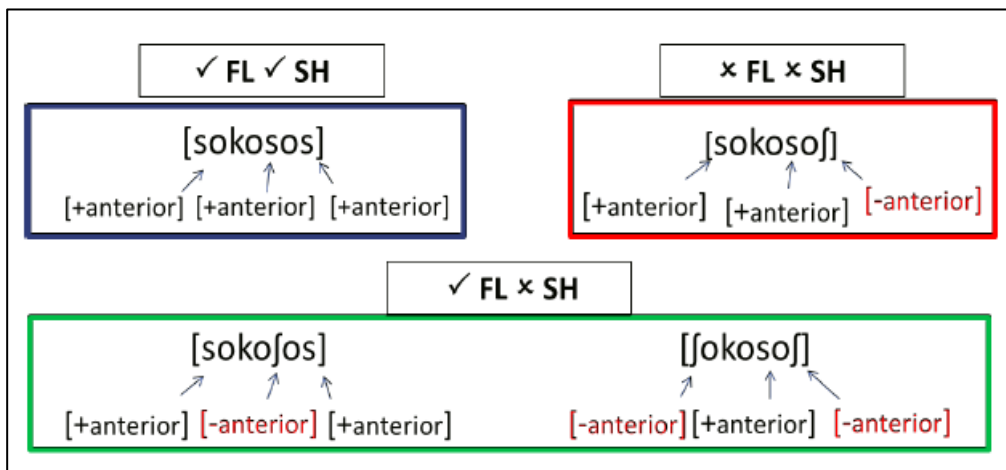 ✓ FL ✓ SH
[sokosos]
[+anterior] [+anterior] [+anterior]
× FL × SH
[sokosoʃ]
[+anterior] [+anterior] [-anterior]
✓ FL × SH
[sokoʃos]
[+anterior] [-anterior] [+anterior]
[ʃokosoʃ]
[-anterior] [+anterior] [-anterior]